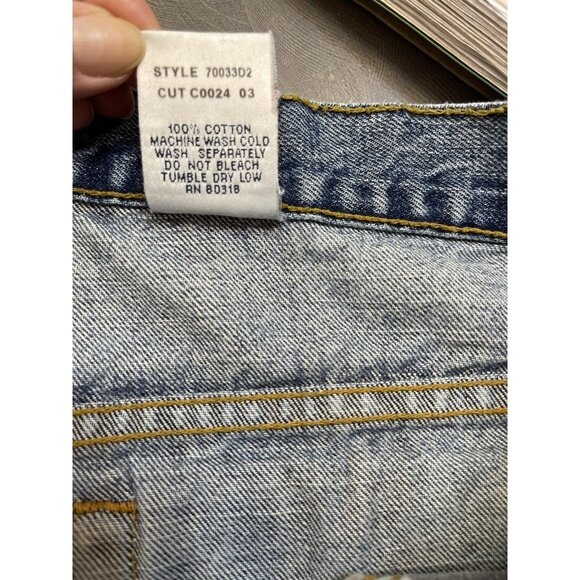 STYLE 70033D2
CUT C0024 03
100% COTTON
MACHINE WASH COLD
WASH SEPARATELY
DO NOT BLEACH
TUMBLE DRY LOW
RN 80318